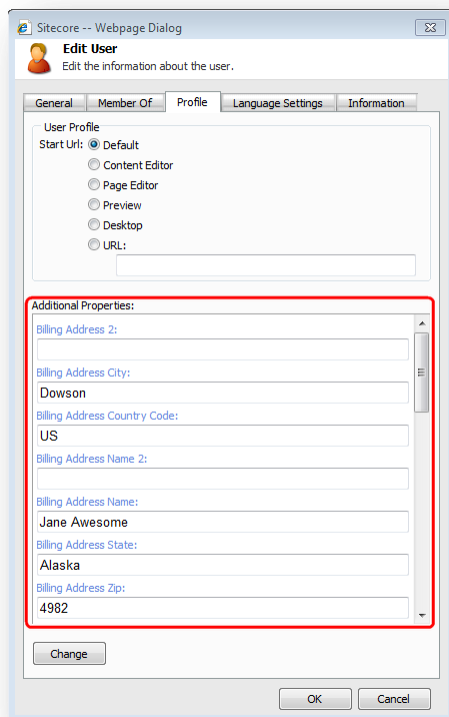 Sitecore -- Webpage Dialog
Edit User
Edit the information about the user.
General Member Of Profile Language Settings Information
User Profile
Start Url: Default
Content Editor
Page Editor
Preview
Desktop
URL:
Additional Properties:
Billing Address 2:
Billing Address City:
Dowson
Billing Address Country Code:
US
Billing Address Name 2:
Billing Address Name:
Jane Awesome
Billing Address State:
Alaska
Billing Address Zip:
4982
Change
OK Cancel